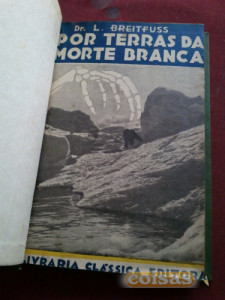 Dr. L. BREITFUSS
POR TERRAS DA
MORTE BRANCA
LIVRARIA CLÁSSICA EDITORA
coisas